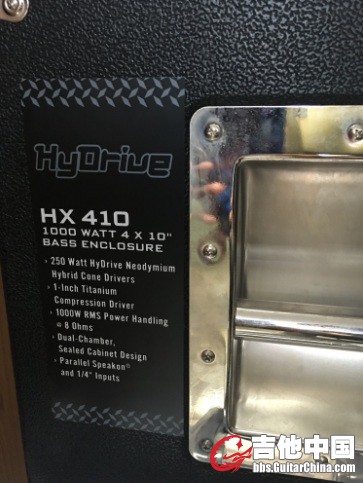 HyDrive
HX 410
1000 WATT 4 X 10"
BASS ENCLOSURE
· 250 Watt HyDrive Neodymium
Hybrid Cone Drivers
· 1-Inch Titanium
Compression Driver
· 1000W RMS Power Handling
@ 8 Ohms
· Dual-Chamber,
Sealed Cabinet Design
· Parallel Speakon®
and 1/4" Inputs
吉他中国
bbs.GuitarChina.com